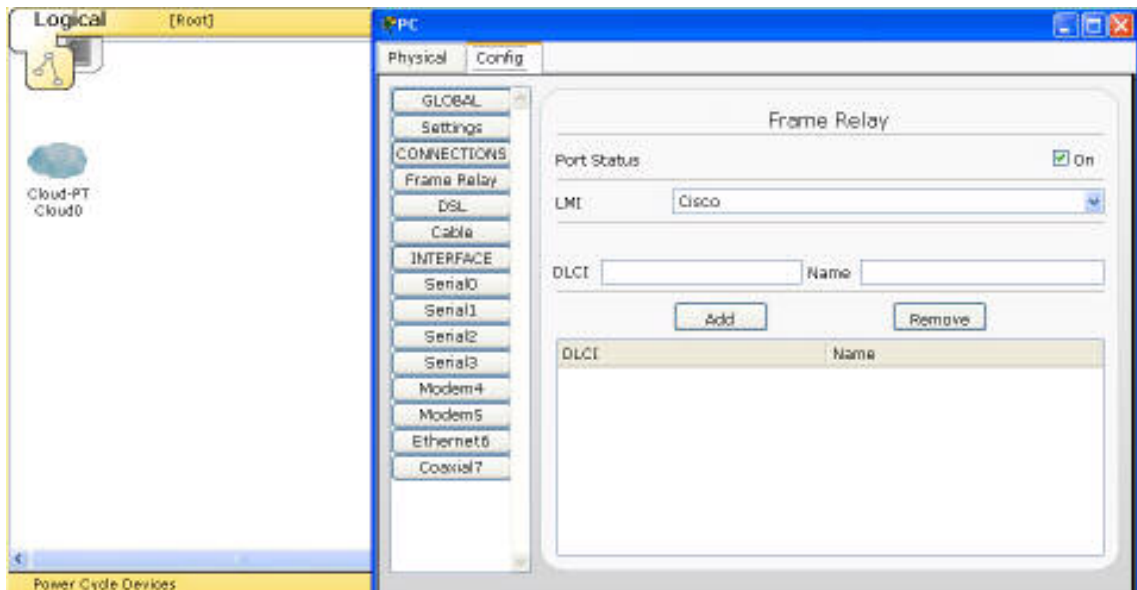 Logical [Root]
Cloud-PT
Cloud0
Power Cycle Devices
PC
Physical Config
GLOBAL
Settings
CONNECTIONS
Frame Relay
DSL
Cable
INTERFACE
Serial0
Serial1
Serial2
Serial3
Modem4
Modem5
Ethernet6
Coaxial7
Frame Relay
Port Status On
LMI Cisco
DLCI Name
Add Remove
DLCI Name